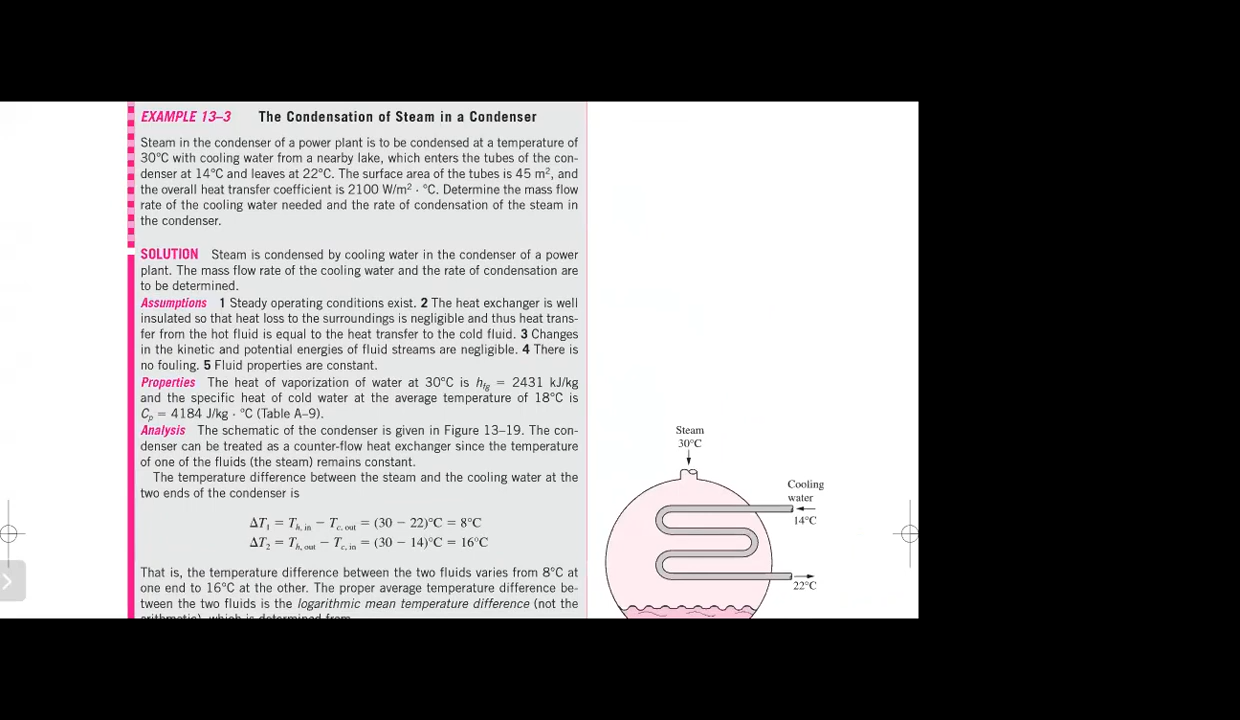 EXAMPLE 13–3 The Condensation of Steam in a Condenser
Steam in the condenser of a power plant is to be condensed at a temperature of
30°C with cooling water from a nearby lake, which enters the tubes of the con-
denser at 14°C and leaves at 22°C. The surface area of the tubes is 45 m², and
the overall heat transfer coefficient is 2100 W/m² · °C. Determine the mass flow
rate of the cooling water needed and the rate of condensation of the steam in
the condenser.
SOLUTION Steam is condensed by cooling water in the condenser of a power
plant. The mass flow rate of the cooling water and the rate of condensation are
to be determined.
Assumptions 1 Steady operating conditions exist. 2 The heat exchanger is well
insulated so that heat loss to the surroundings is negligible and thus heat trans-
fer from the hot fluid is equal to the heat transfer to the cold fluid. 3 Changes
in the kinetic and potential energies of fluid streams are negligible. 4 There is
no fouling. 5 Fluid properties are constant.
Properties The heat of vaporization of water at 30°C is h_fg = 2431 kJ/kg
and the specific heat of cold water at the average temperature of 18°C is
C_p = 4184 J/kg · °C (Table A–9).
Analysis The schematic of the condenser is given in Figure 13–19. The con-
denser can be treated as a counter-flow heat exchanger since the temperature
of one of the fluids (the steam) remains constant.
The temperature difference between the steam and the cooling water at the
two ends of the condenser is
ΔT₁ = T_h, in − T_c, out = (30 − 22)°C = 8°C
ΔT₂ = T_h, out − T_c, in = (30 − 14)°C = 16°C
That is, the temperature difference between the two fluids varies from 8°C at
one end to 16°C at the other. The proper average temperature difference be-
tween the two fluids is the logarithmic mean temperature difference (not the
arithmetic), which is determined from
Steam
30°C
Cooling
water
14°C
22°C